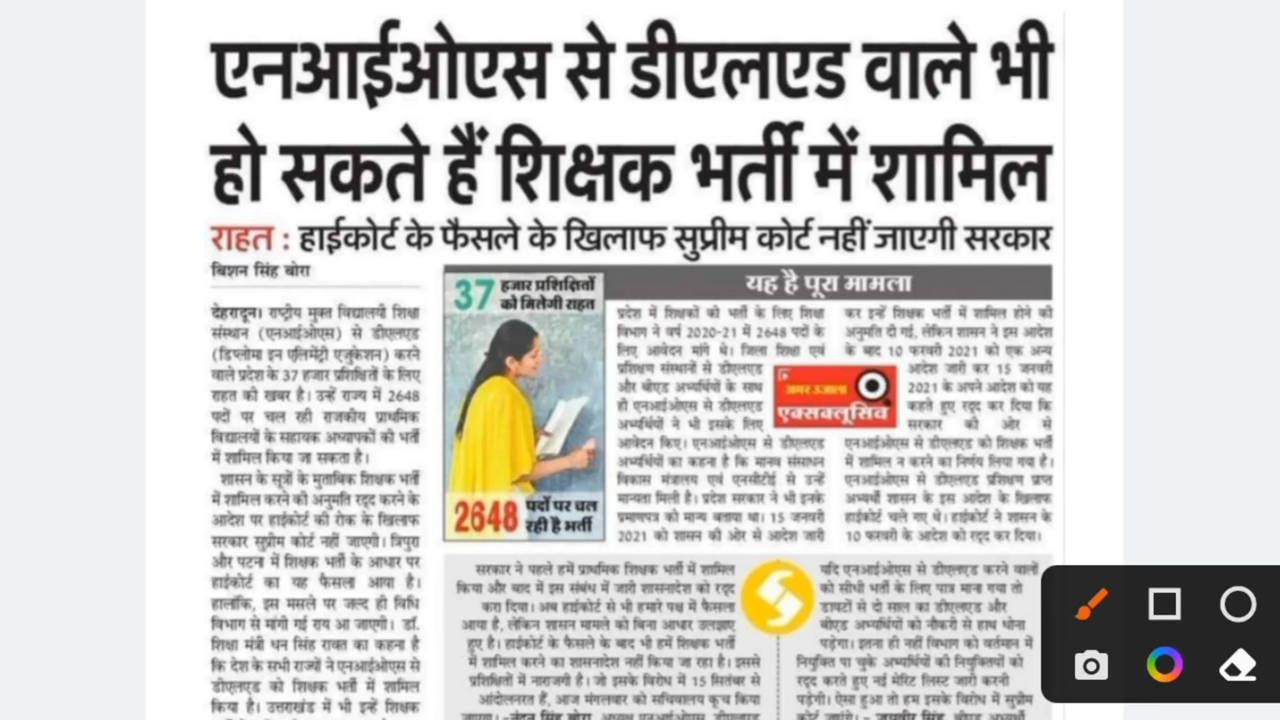 एनआईओएस से डीएलएड वाले भी
हो सकते हैं शिक्षक भर्ती में शामिल
राहत : हाईकोर्ट के फैसले के खिलाफ सुप्रीम कोर्ट नहीं जाएगी सरकार
बिशन सिंह बोरा
देहरादून। राष्ट्रीय मुक्त विद्यालयी शिक्षा
संस्थान (एनआईओएस) से डीएलएड
(डिप्लोमा इन एलिमेंट्री एजुकेशन) करने
वाले प्रदेश के 37 हजार प्रशिक्षितों के लिए
राहत की खबर है। उन्हें राज्य में 2648
पदों पर चल रही राजकीय प्राथमिक
विद्यालयों के सहायक अध्यापकों की भर्ती
में शामिल किया जा सकता है।
शासन के सूत्रों के मुताबिक शिक्षक भर्ती
में शामिल करने की अनुमति रद्द करने के
आदेश पर हाईकोर्ट की रोक के खिलाफ
सरकार सुप्रीम कोर्ट नहीं जाएगी। त्रिपुरा
और पटना में शिक्षक भर्ती के आधार पर
हाईकोर्ट का यह फैसला आया है।
हालांकि, इस मसले पर जल्द ही विधि
विभाग से मांगी गई राय आ जाएगी। डॉ.
शिक्षा मंत्री धन सिंह रावत का कहना है
कि देश के सभी राज्यों ने एनआईओएस से
डीएलएड को शिक्षक भर्ती में शामिल
किया है। उत्तराखंड में भी इन्हें शिक्षक
37 हजार प्रशिक्षितों
को मिलेगी राहत
2648 पदों पर चल
रही है भर्ती
यह है पूरा मामला
प्रदेश में शिक्षकों की भर्ती के लिए शिक्षा
विभाग ने वर्ष 2020-21 में 2648 पदों के
लिए आवेदन मांगे थे। जिला शिक्षा एवं
प्रशिक्षण संस्थानों से डीएलएड
और बीएड अभ्यर्थियों के साथ
ही एनआईओएस से डीएलएड
अभ्यर्थियों ने भी इसके लिए
आवेदन किए। एनआईओएस से डीएलएड
अभ्यर्थियों का कहना है कि मानव संसाधन
विकास मंत्रालय एवं एनसीटीई से उन्हें
मान्यता मिली है। प्रदेश सरकार ने भी इनके
प्रमाणपत्र को मान्य बताया था। 15 जनवरी
2021 को शासन की ओर से आदेश जारी
अमर उजाला
एक्सक्लूसिव
कर इन्हें शिक्षक भर्ती में शामिल होने की
अनुमति दी गई, लेकिन शासन ने इस आदेश
के बाद 10 फरवरी 2021 को एक अन्य
आदेश जारी कर 15 जनवरी
2021 के अपने आदेश को यह
कहते हुए रद्द कर दिया कि
सरकार की ओर से
एनआईओएस से डीएलएड को शिक्षक भर्ती
में शामिल न करने का निर्णय लिया गया है।
एनआईओएस से डीएलएड प्रशिक्षण प्राप्त
अभ्यर्थी शासन के इस आदेश के खिलाफ
हाईकोर्ट चले गए थे। हाईकोर्ट ने शासन के
10 फरवरी के आदेश को रद्द कर दिया।
सरकार ने पहले हमें प्राथमिक शिक्षक भर्ती में शामिल
किया और बाद में इस संबंध में जारी शासनादेश को रद्द
करा दिया। अब हाईकोर्ट से भी हमारे पक्ष में फैसला
आया है, लेकिन शासन मामले को बिना आधार उलझाए
हुए है। हाईकोर्ट के फैसले के बाद भी हमें शिक्षक भर्ती
में शामिल करने का शासनादेश नहीं किया जा रहा है। इससे
प्रशिक्षितों में नाराजगी है। जो इसके विरोध में 15 सितंबर से
आंदोलनरत हैं, आज मंगलवार को सचिवालय कूच किया
जाएगा। -नंदन सिंह बोरा, अध्यक्ष एनआईओएस डीएलएड
यदि एनआईओएस से डीएलएड करने वालों
को सीधी भर्ती के लिए पात्र माना गया तो
डायटों से दो साल का डीएलएड और
बीएड अभ्यर्थियों को नौकरी से हाथ धोना
पड़ेगा। इतना ही नहीं विभाग को वर्तमान में
नियुक्ति पा चुके अभ्यर्थियों की नियुक्तियों को
रद्द करते हुए नई मेरिट लिस्ट जारी करनी
पड़ेगी। ऐसा हुआ तो हम इसके विरोध में सुप्रीम
कोर्ट जाएंगे। - जयवीर सिंह, बीएड अभ्यर्थी